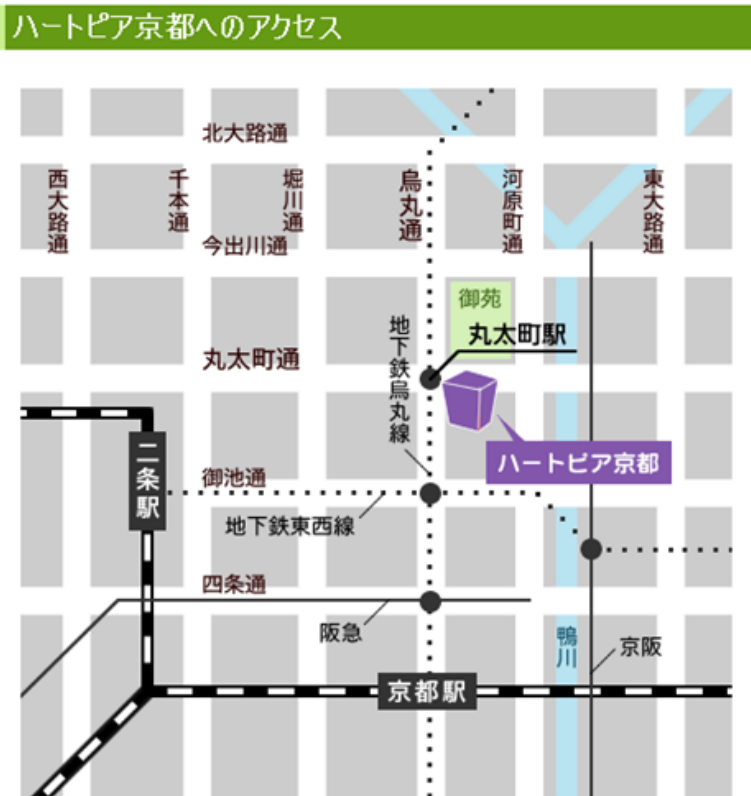 ハートピア京都へのアクセス
北大路通
西大路通
千本通
堀川通
烏丸通
河原町通
東大路通
今出川通
御苑
丸太町駅
地下鉄烏丸線
丸太町通
ハートピア京都
二条駅
御池通
地下鉄東西線
四条通
阪急
鴨川
京阪
京都駅